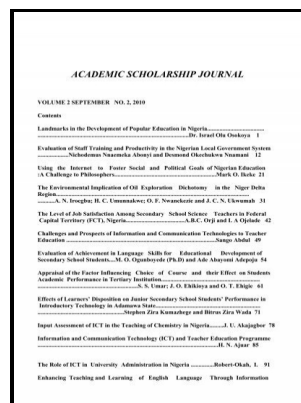 ACADEMIC SCHOLARSHIP JOURNAL
VOLUME 2 SEPTEMBER NO. 2, 2010
Contents
Landmarks in the Development of Popular Education in Nigeria..............................
..................................................................Dr. Israel Ola Osokoya 1
Evaluation of Staff Training and Productivity in the Nigerian Local Government System
..............Nichodemus Nnaemeka Abonyi and Desmond Okechukwu Nnamani 12
Using the Internet to Foster Social and Political Goals of Nigerian Education
:A Challenge to Philosophers..........................................Mark O. Ikeke 21
The Environmental Implication of Oil Exploration Dichotomy in the Niger Delta
Region..........................................................................
....................A. N. Iroegbu; H. C. Umunnakwe; O. F. Nwankezie and J. C. N. Ukwumah 31
The Level of Job Satisfaction Among Secondary School Science Teachers in Federal
Capital Territory (FCT), Nigeria......................A.B.C. Orji and I. A Ojetade 42
Challenges and Prospects of Information and Communication Technologies to Teacher
Education ..........................................................Sango Abdul 49
Evaluation of Achievement in Language Skills for Educational Development of
Secondary School Students....M. O. Ogunboyede (Ph.D) and Ade Abayomi Adepoju 54
Appraisal of the Factor Influencing Choice of Course and their Effect on Students
Academic Performance in Tertiary Institution..............................
..............................S. S. Umar; J. O. Ehikioya and O. T. Ehigie 61
Effects of Learners' Disposition on Junior Secondary School Students' Performance in
Introductory Technology in Adamawa State..............................
..............................Stephen Zira Kumazhege and Bitrus Zira Wada 71
Input Assessment of ICT in the Teaching of Chemistry in Nigeria........J. U. Akajagbor 78
Information and Communication Technology (ICT) and Teacher Education Programme
..................................................................H. N. Ajuar 85
The Role of ICT in University Administration in Nigeria ..............Robert-Okah, I. 91
Enhancing Teaching and Learning of English Language Through Information